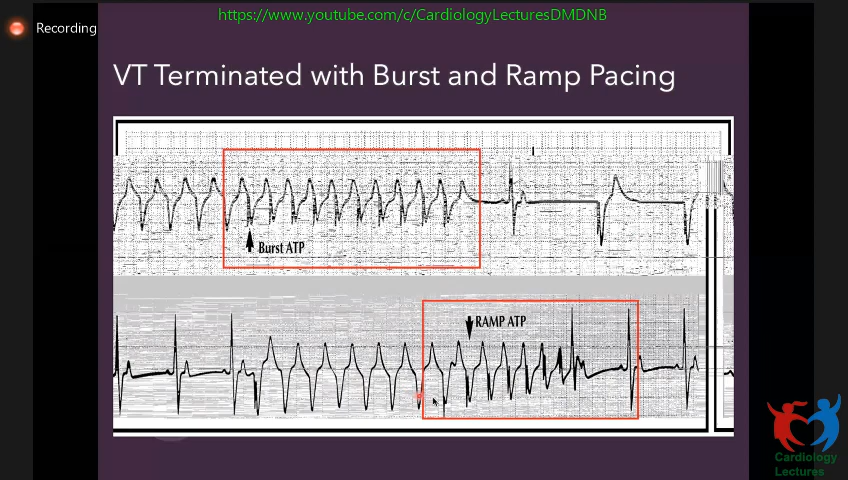 https://www.youtube.com/c/CardiologyLecturesDMDNB
Recording
VT Terminated with Burst and Ramp Pacing
Burst ATP
RAMP ATP
Cardiology
Lectures